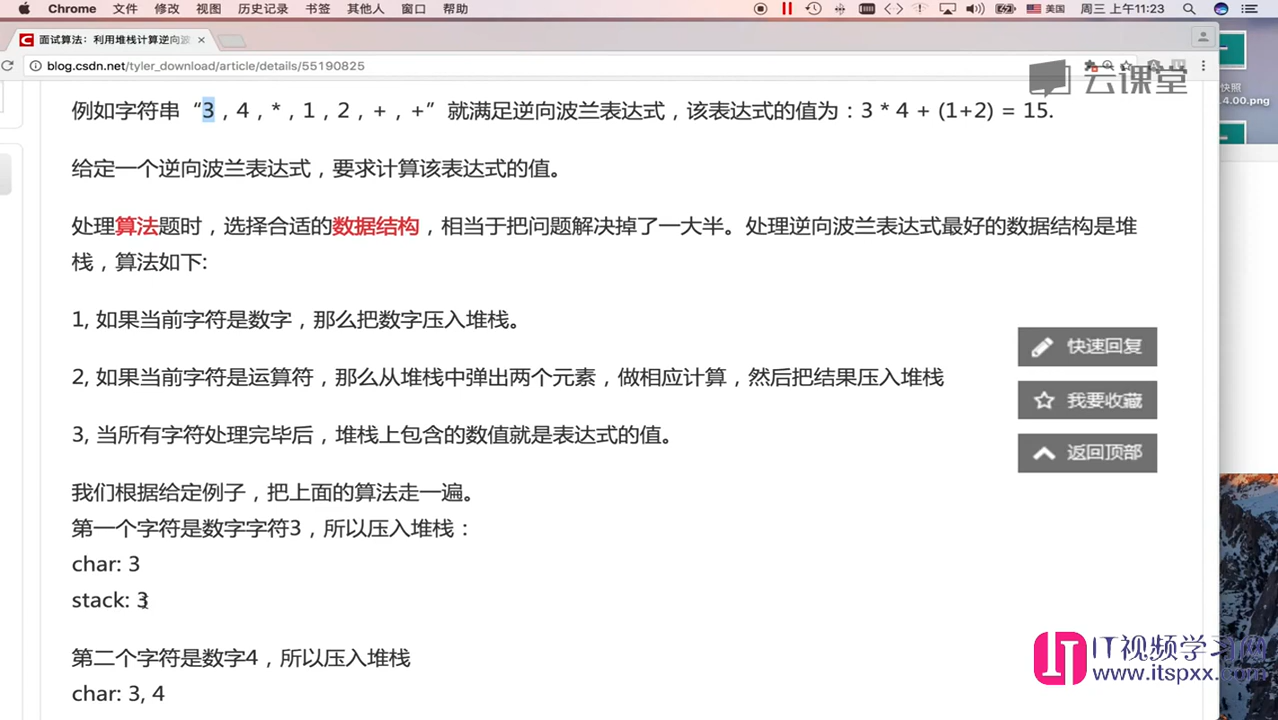 Chrome 文件 修改 视图 历史记录 书签 其他人 窗口 帮助 美国 周三 上午11:23
面试算法：利用堆栈计算逆向波
blog.csdn.net/tyler_download/article/details/55190825
云课堂
快照
4.00.png
例如字符串 “3，4，*，1，2，+，+” 就满足逆向波兰表达式，该表达式的值为：3 * 4 + (1+2) = 15.
给定一个逆向波兰表达式，要求计算该表达式的值。
处理算法题时，选择合适的数据结构，相当于把问题解决掉了一大半。处理逆向波兰表达式最好的数据结构是堆
栈，算法如下:
1, 如果当前字符是数字，那么把数字压入堆栈。
快速回复
2, 如果当前字符是运算符，那么从堆栈中弹出两个元素，做相应计算，然后把结果压入堆栈
我要收藏
3, 当所有字符处理完毕后，堆栈上包含的数值就是表达式的值。
返回顶部
我们根据给定例子，把上面的算法走一遍。
第一个字符是数字字符3，所以压入堆栈：
char: 3
stack: 3
第二个字符是数字4，所以压入堆栈
char: 3, 4
IT视频学习网
www.itspxx.com